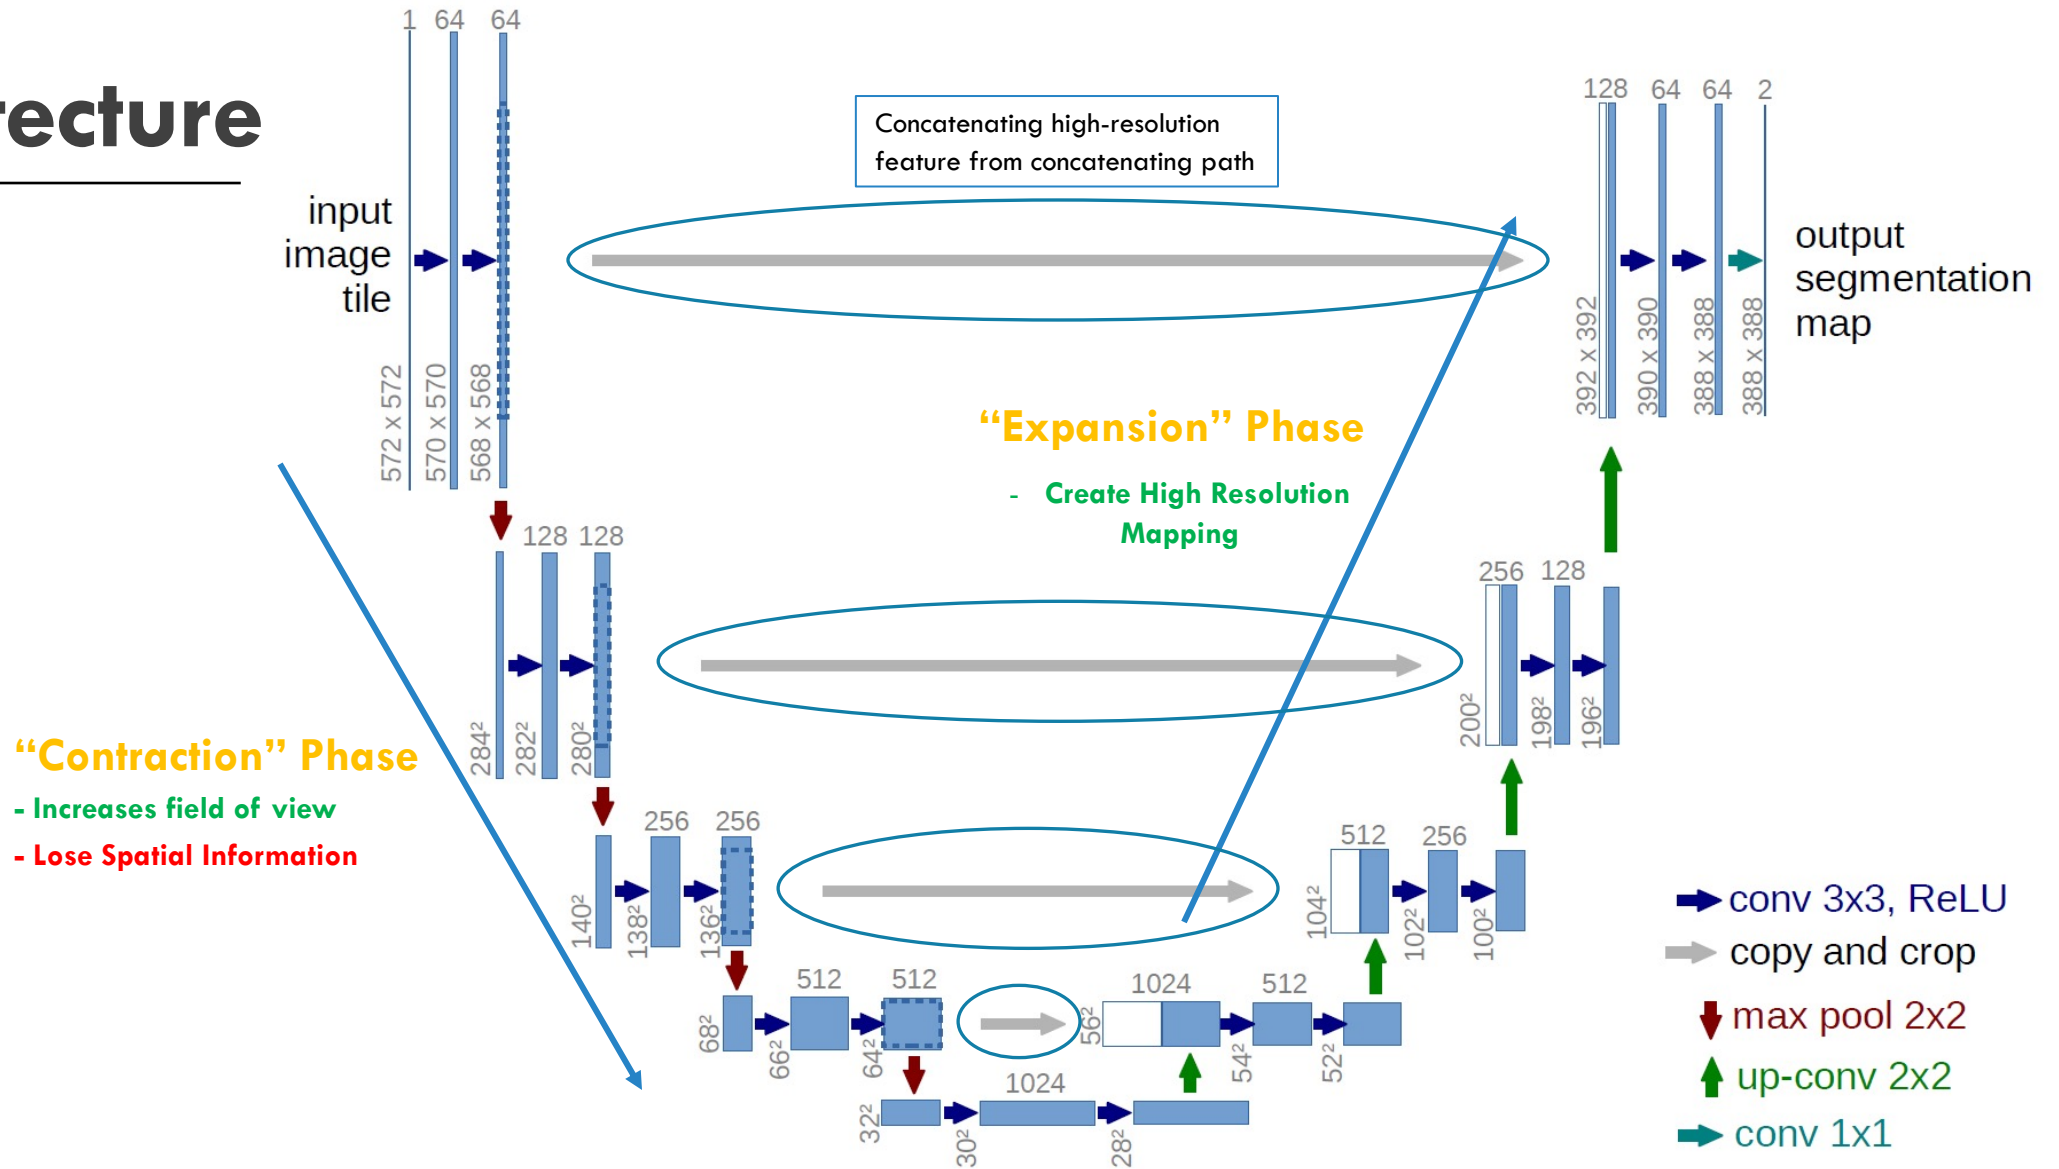 tecture
1 64 64
input
image
tile
572 x 572
570 x 570
568 x 568
Concatenating high-resolution
feature from concatenating path
128 64 64 2
392 x 392
390 x 390
388 x 388
388 x 388
output
segmentation
map
“Expansion” Phase
- Create High Resolution
Mapping
128 128
284²
282²
280²
256 128
200²
198²
196²
“Contraction” Phase
- Increases field of view
- Lose Spatial Information
256 256
140²
138²
136²
512 256
104²
102²
100²
512 512
68²
66²
64²
1024 512
56²
54²
52²
1024
32²
30²
28²
conv 3x3, ReLU
copy and crop
max pool 2x2
up-conv 2x2
conv 1x1